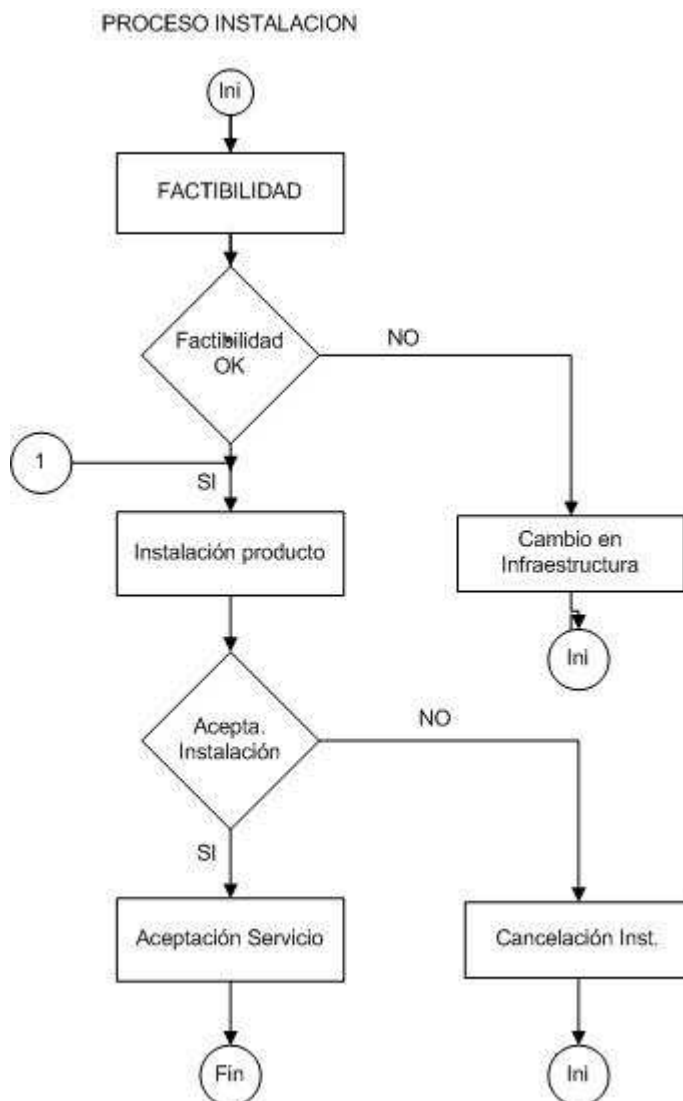 PROCESO INSTALACION
Ini
FACTIBILIDAD
Factibilidad
OK
NO
1
SI
Instalación producto
Cambio en
Infraestructura
Ini
Acepta.
Instalación
NO
SI
Aceptación Servicio
Cancelación Inst.
Fin
Ini